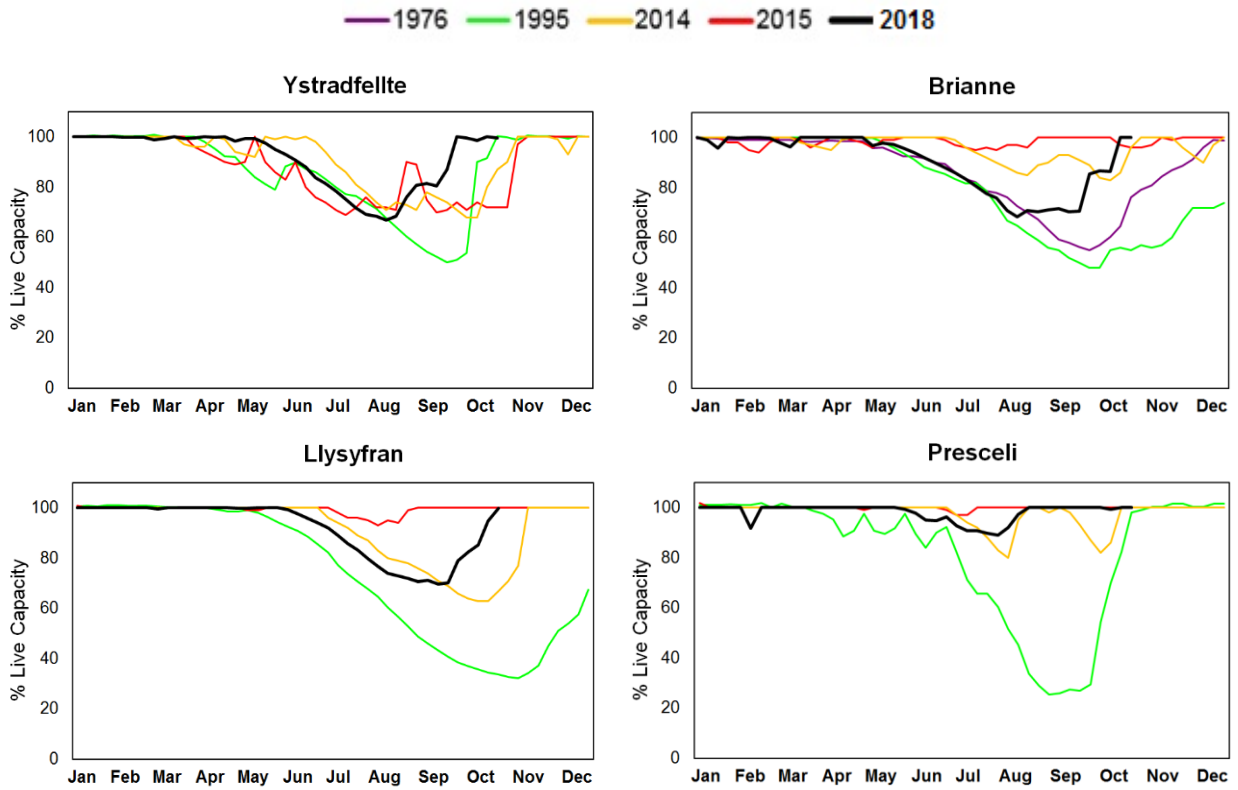 1976 1995 2014 2015 2018
Ystradfellte
% Live Capacity
100
80
60
40
20
0
Jan Feb Mar Apr May Jun Jul Aug Sep Oct Nov Dec
Brianne
% Live Capacity
100
80
60
40
20
0
Jan Feb Mar Apr May Jun Jul Aug Sep Oct Nov Dec
Llysyfran
% Live Capacity
100
80
60
40
20
0
Jan Feb Mar Apr May Jun Jul Aug Sep Oct Nov Dec
Presceli
% Live Capacity
100
80
60
40
20
0
Jan Feb Mar Apr May Jun Jul Aug Sep Oct Nov Dec